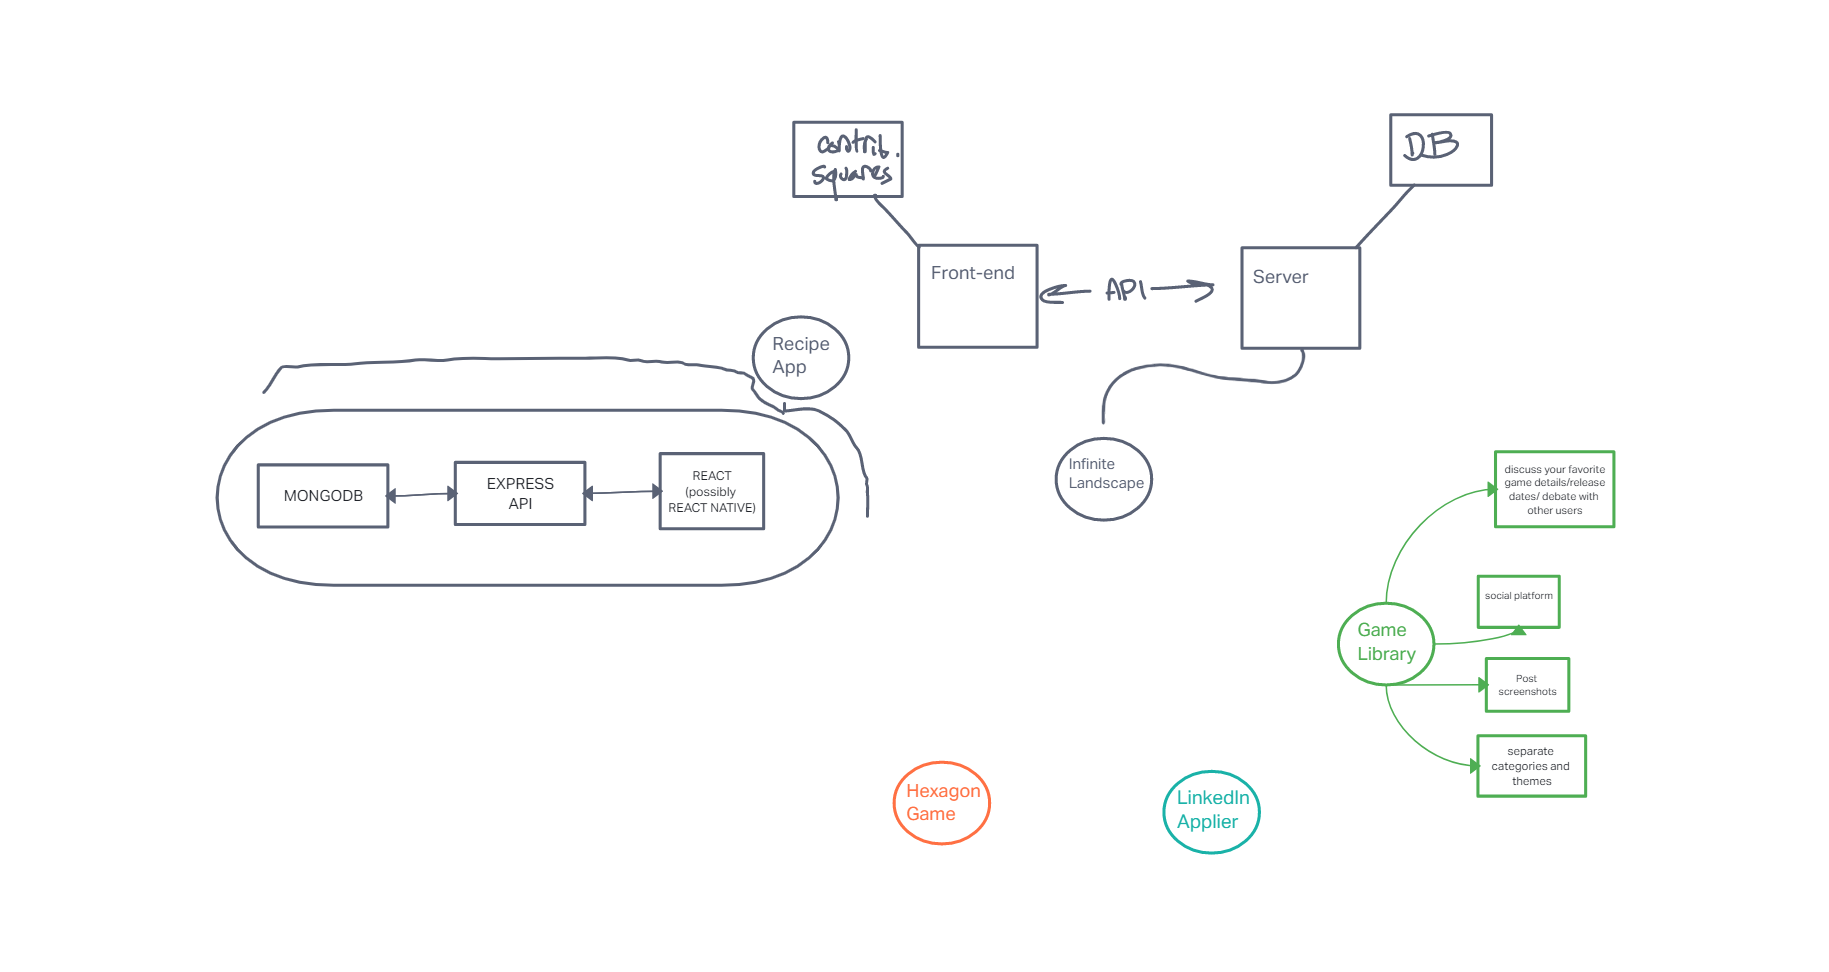 contrib.
squares
DB
Front-end
API
Server
Recipe
App
MONGODB
EXPRESS
API
REACT
(possibly
REACT NATIVE)
Infinite
Landscape
discuss your favorite
game details/release
dates/ debate with
other users
social platform
Game
Library
Post
screenshots
separate
categories and
themes
Hexagon
Game
LinkedIn
Applier